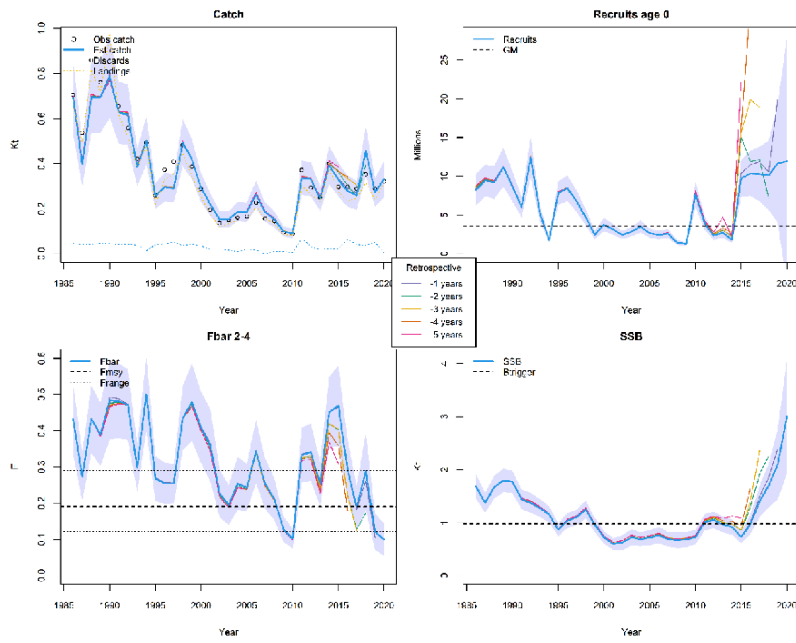 Catch
Kt
1.0
0.8
0.6
0.4
0.2
0.0
Obs catch
Est catch
Discards
Landings
1985 1990 1995 2000 2005 2010 2015 2020
Year
Recruits age 0
Millions
25
20
15
10
5
0
Recruits
GM
1985 1990 1995 2000 2005 2010 2015 2020
Year
Retrospective
-1 years
-2 years
-3 years
-4 years
-5 years
Fbar 2-4
F
0.6
0.5
0.4
0.3
0.2
0.1
0.0
Fbar
Fmsy
Frange
1985 1990 1995 2000 2005 2010 2015 2020
Year
SSB
Kt
4
3
2
1
0
SSB
Btrigger
1985 1990 1995 2000 2005 2010 2015 2020
Year